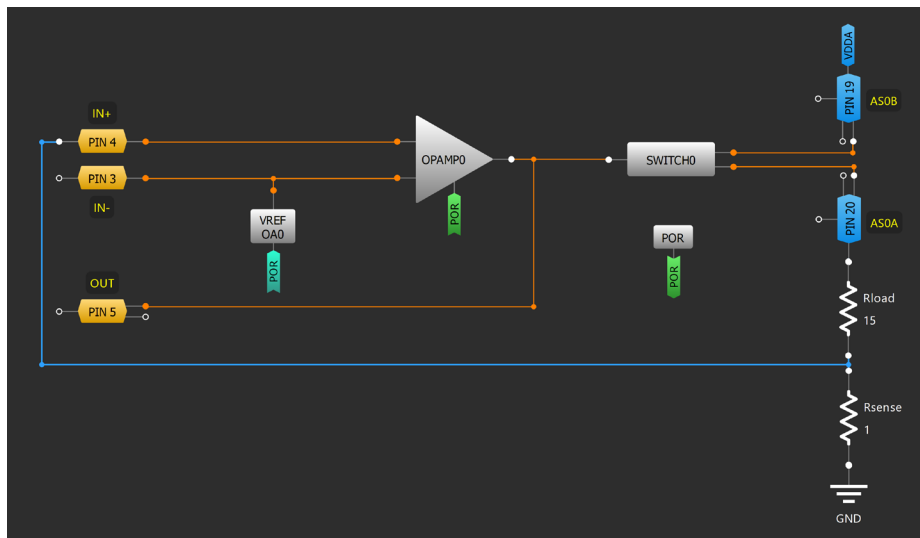 VDDA
PIN 19
AS0B
IN+
PIN 4
OPAMP0
SWITCH0
PIN 3
IN-
VREF
OA0
POR
POR
POR
POR
PIN 20
AS0A
OUT
PIN 5
Rload
15
Rsense
1
GND